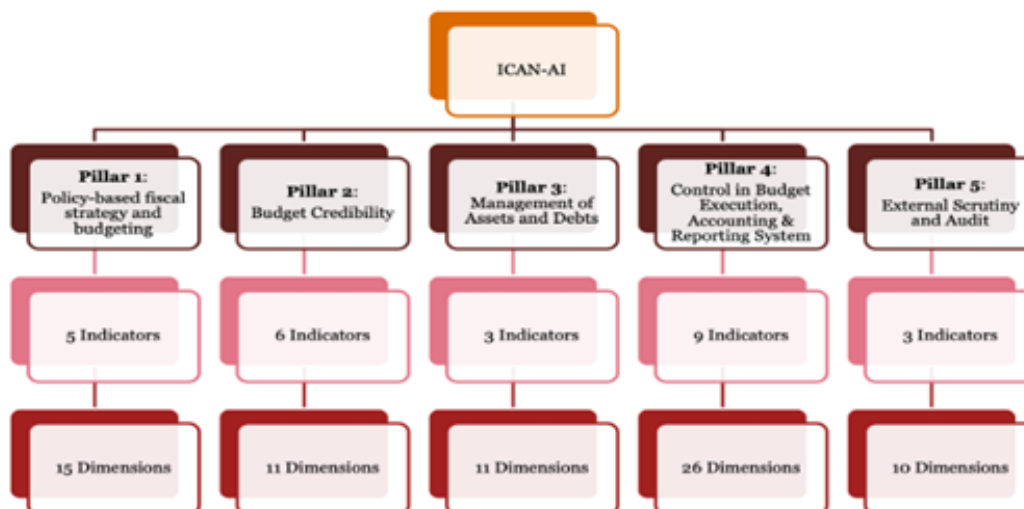 ICAN-AI
Pillar 1:
Policy-based fiscal
strategy and
budgeting
Pillar 2:
Budget Credibility
Pillar 3:
Management of
Assets and Debts
Pillar 4:
Control in Budget
Execution,
Accounting &
Reporting System
Pillar 5:
External Scrutiny
and Audit
5 Indicators
6 Indicators
3 Indicators
9 Indicators
3 Indicators
15 Dimensions
11 Dimensions
11 Dimensions
26 Dimensions
10 Dimensions